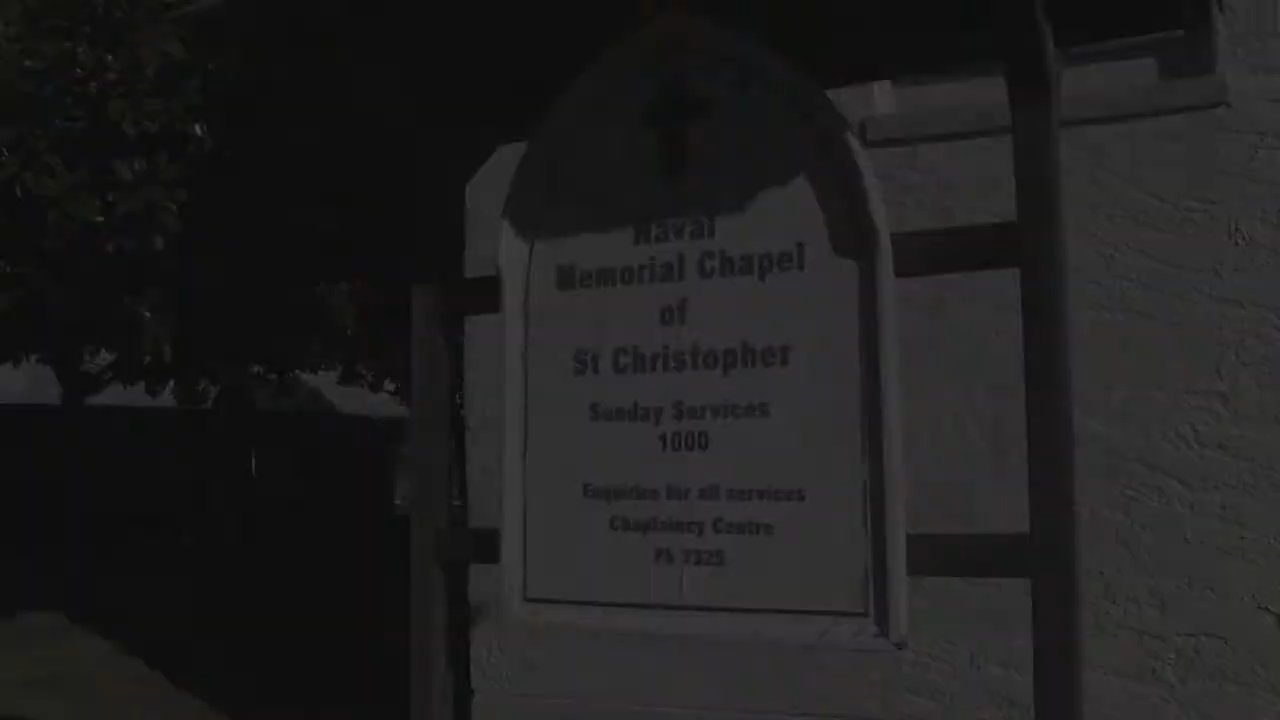 Naval
Memorial Chapel
of
St Christopher
Sunday Services
1000
Enquiries for all services
Chaplaincy Centre
Ph 7325